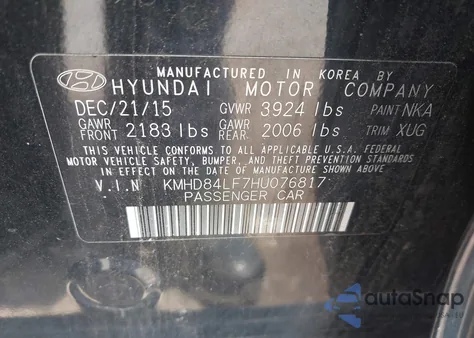 MANUFACTURED IN KOREA BY
HYUNDAI MOTOR COMPANY
DEC/21/15 GVWR 3924 lbs PAINT NKA
GAWR FRONT 2183 lbs GAWR REAR 2006 lbs TRIM XUG
THIS VEHICLE CONFORMS TO ALL APPLICABLE U.S.A FEDERAL
MOTOR VEHICLE SAFETY, BUMPER, AND THEFT PREVENTION STANDARDS
IN EFFECT ON THE DATE OF MANUFACTURE SHOWN ABOVE.
V.I.N KMHD84LF7HU076817
PASSENGER CAR
autoSnap